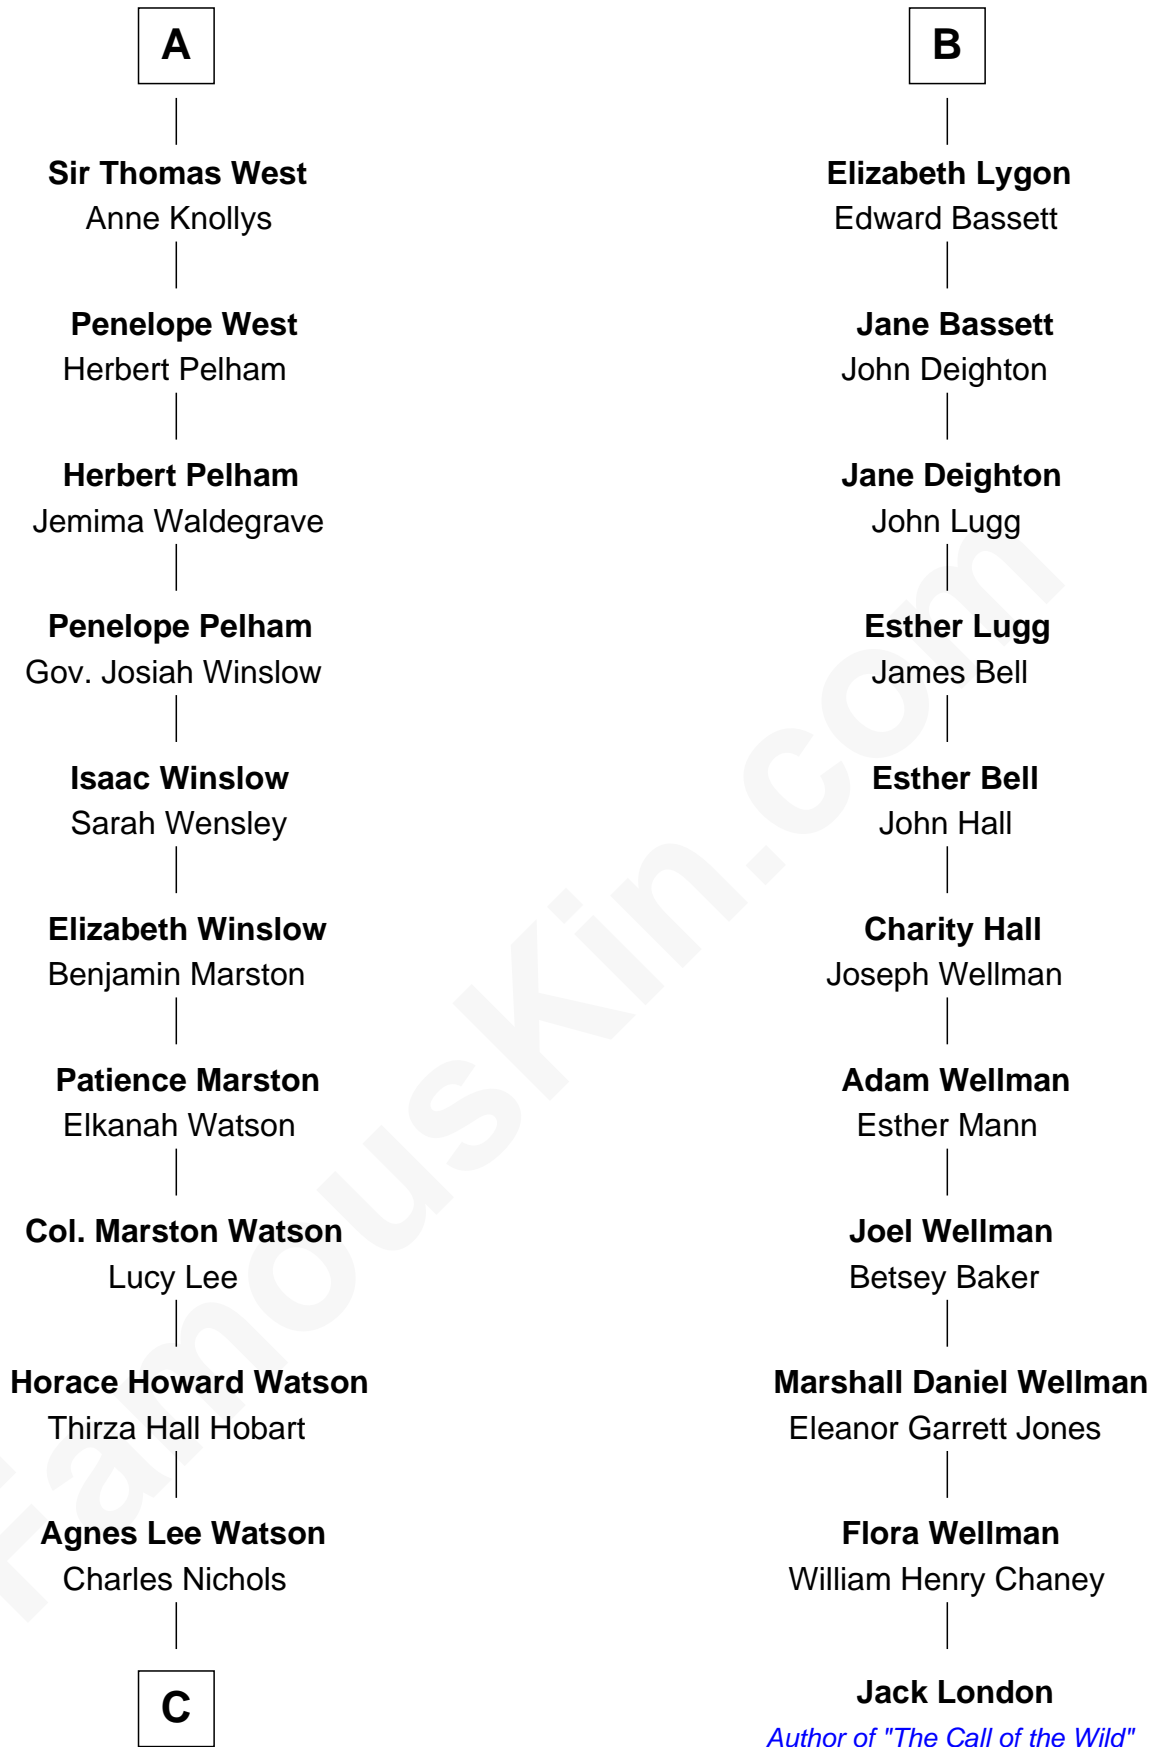 A
Sir Thomas West
Anne Knollys
Penelope West
Herbert Pelham
Herbert Pelham
Jemima Waldegrave
Penelope Pelham
Gov. Josiah Winslow
Isaac Winslow
Sarah Wensley
Elizabeth Winslow
Benjamin Marston
Patience Marston
Elkanah Watson
Col. Marston Watson
Lucy Lee
Horace Howard Watson
Thirza Hall Hobart
Agnes Lee Watson
Charles Nichols
C
B
Elizabeth Lygon
Edward Bassett
Jane Bassett
John Deighton
Jane Deighton
John Lugg
Esther Lugg
James Bell
Esther Bell
John Hall
Charity Hall
Joseph Wellman
Adam Wellman
Esther Mann
Joel Wellman
Betsey Baker
Marshall Daniel Wellman
Eleanor Garrett Jones
Flora Wellman
William Henry Chaney
Jack London
Author of "The Call of the Wild"
FamousKin.com